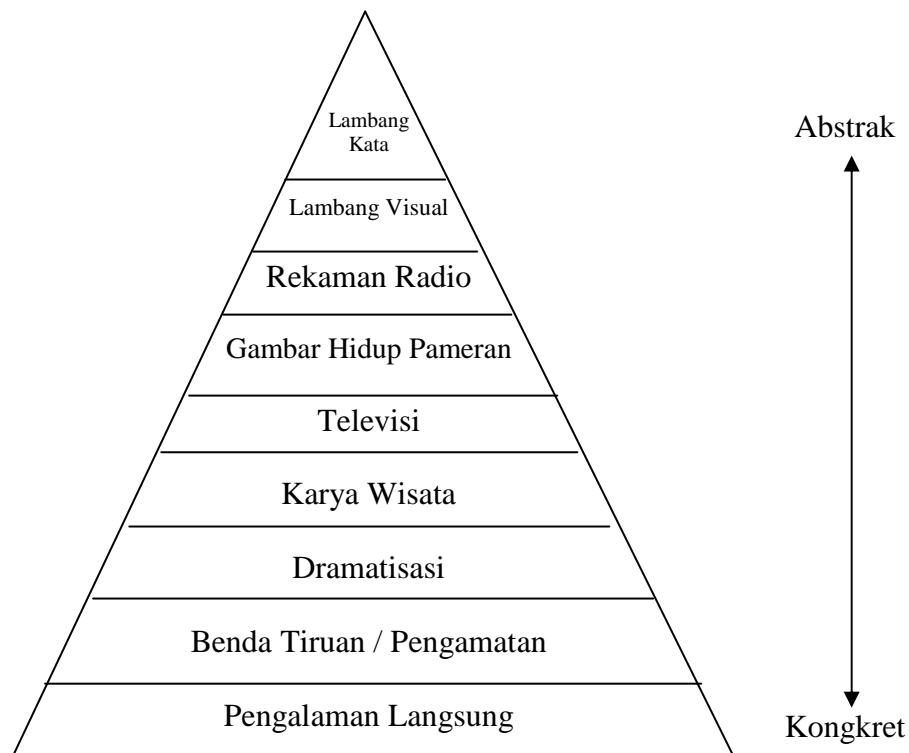 Lambang
Kata
Abstrak
Lambang Visual
Rekaman Radio
Gambar Hidup Pameran
Televisi
Karya Wisata
Dramatisasi
Benda Tiruan / Pengamatan
Pengalaman Langsung
Kongkret